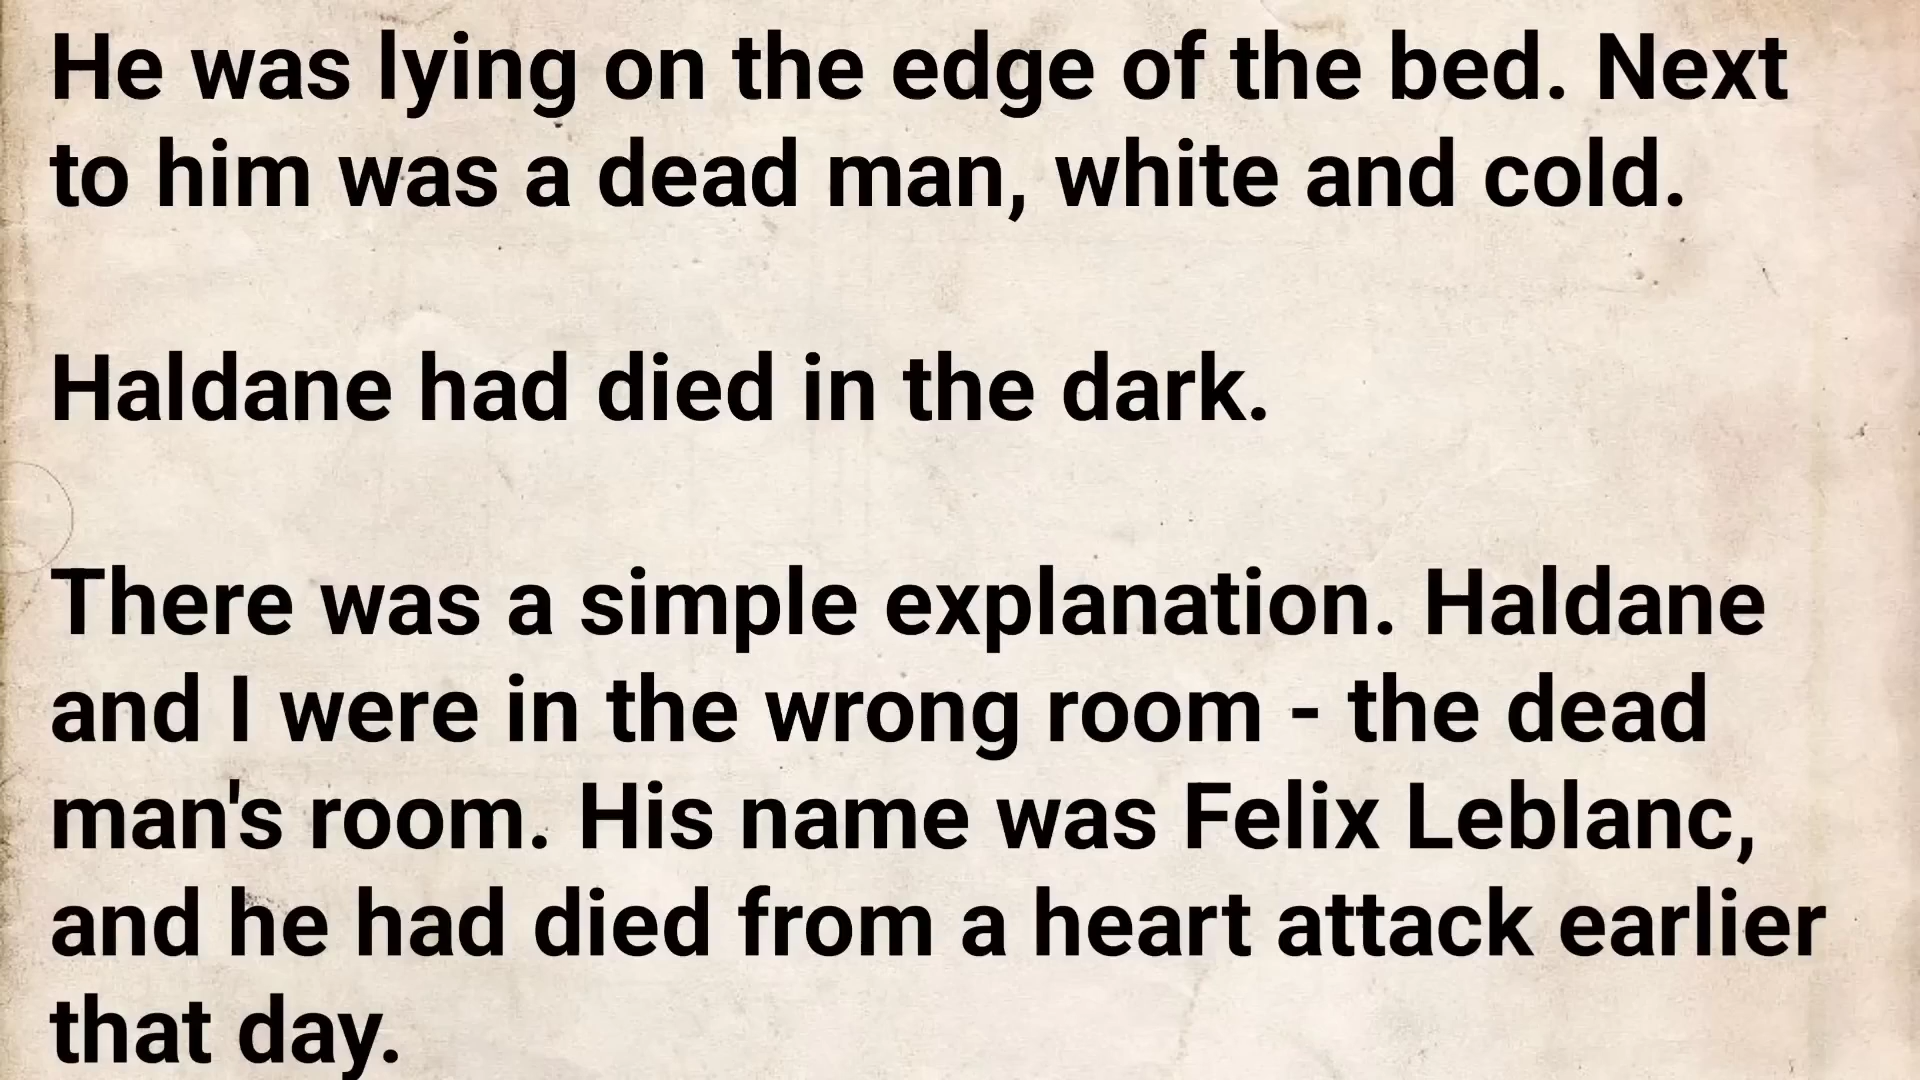 He was lying on the edge of the bed. Next
to him was a dead man, white and cold.
Haldane had died in the dark.
There was a simple explanation. Haldane
and I were in the wrong room - the dead
man's room. His name was Felix Leblanc,
and he had died from a heart attack earlier
that day.